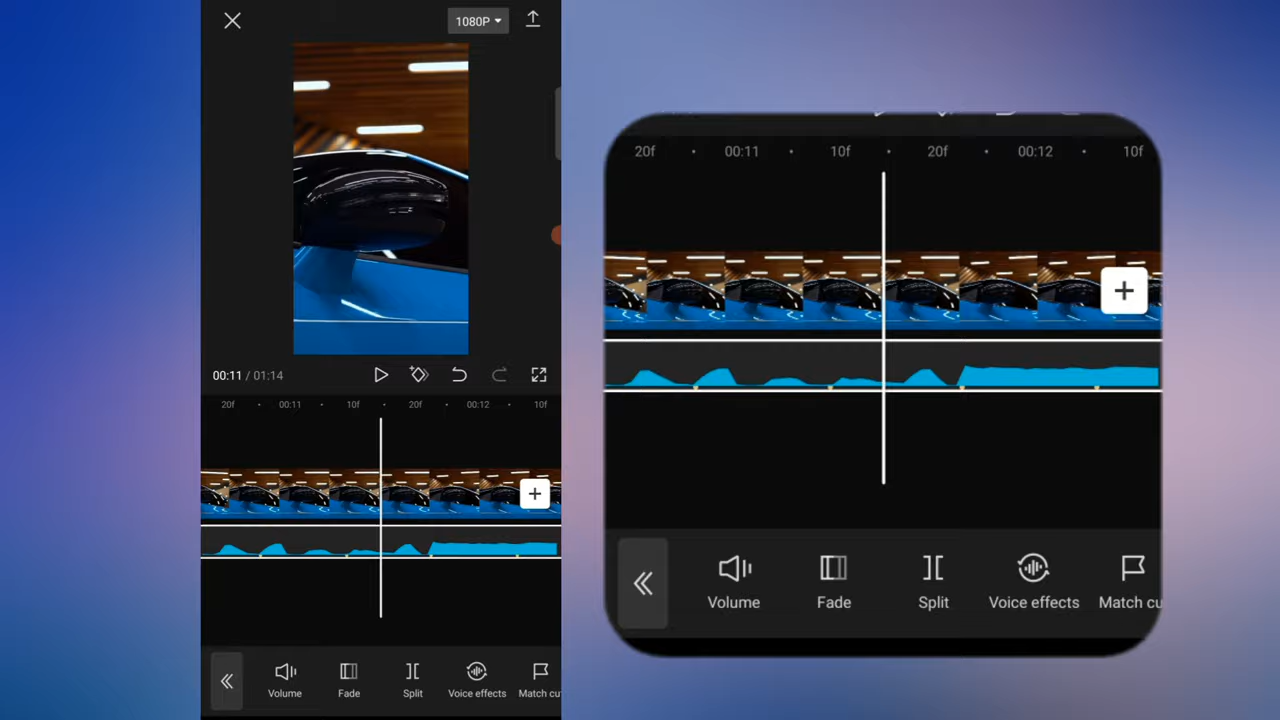 1080P
00:11 / 01:14
20f 00:11 10f 20f 00:12 10f
Volume Fade Split Voice effects Match cu
20f 00:11 10f 20f 00:12 10f
Volume Fade Split Voice effects Match cu